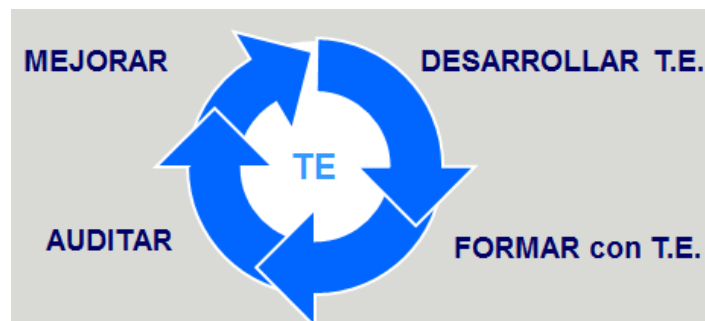 MEJORAR
DESARROLLAR T.E.
TE
AUDITAR
FORMAR con T.E.